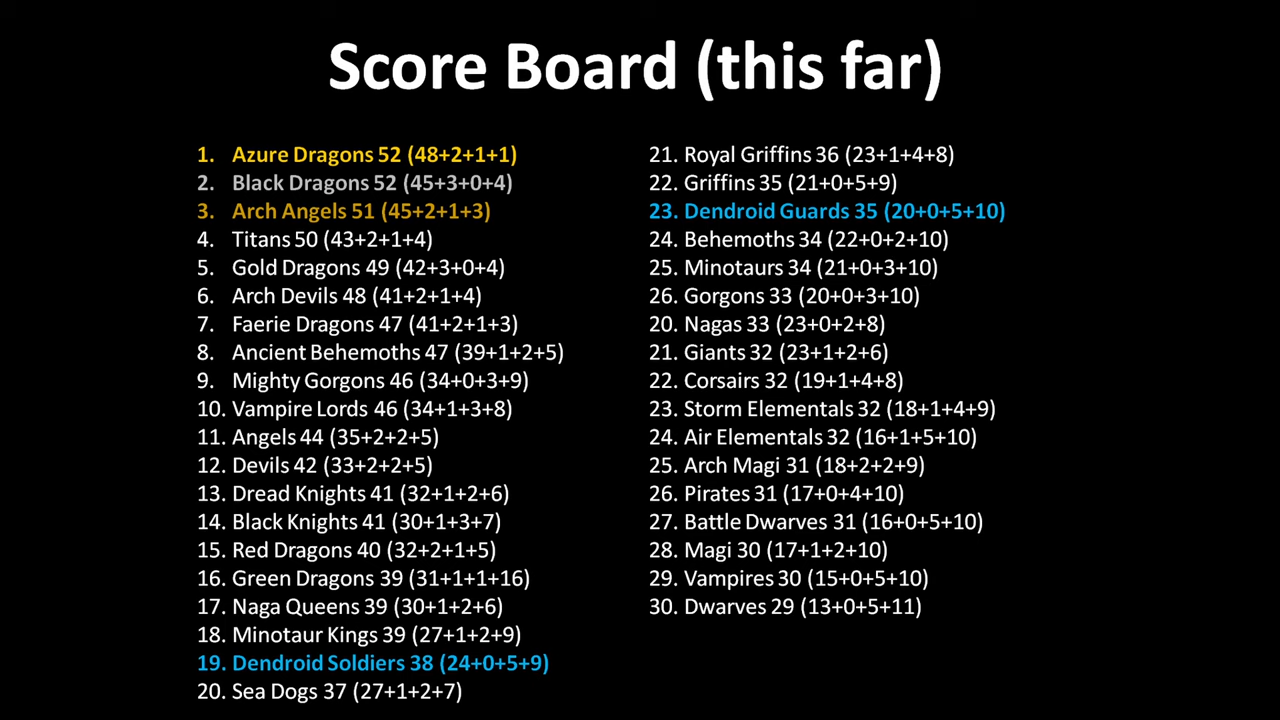 Score Board (this far)
1. Azure Dragons 52 (48+2+1+1)
2. Black Dragons 52 (45+3+0+4)
3. Arch Angels 51 (45+2+1+3)
4. Titans 50 (43+2+1+4)
5. Gold Dragons 49 (42+3+0+4)
6. Arch Devils 48 (41+2+1+4)
7. Faerie Dragons 47 (41+2+1+3)
8. Ancient Behemoths 47 (39+1+2+5)
9. Mighty Gorgons 46 (34+0+3+9)
10. Vampire Lords 46 (34+1+3+8)
11. Angels 44 (35+2+2+5)
12. Devils 42 (33+2+2+5)
13. Dread Knights 41 (32+1+2+6)
14. Black Knights 41 (30+1+3+7)
15. Red Dragons 40 (32+2+1+5)
16. Green Dragons 39 (31+1+1+16)
17. Naga Queens 39 (30+1+2+6)
18. Minotaur Kings 39 (27+1+2+9)
19. Dendroid Soldiers 38 (24+0+5+9)
20. Sea Dogs 37 (27+1+2+7)
21. Royal Griffins 36 (23+1+4+8)
22. Griffins 35 (21+0+5+9)
23. Dendroid Guards 35 (20+0+5+10)
24. Behemoths 34 (22+0+2+10)
25. Minotaurs 34 (21+0+3+10)
26. Gorgons 33 (20+0+3+10)
20. Nagas 33 (23+0+2+8)
21. Giants 32 (23+1+2+6)
22. Corsairs 32 (19+1+4+8)
23. Storm Elementals 32 (18+1+4+9)
24. Air Elementals 32 (16+1+5+10)
25. Arch Magi 31 (18+2+2+9)
26. Pirates 31 (17+0+4+10)
27. Battle Dwarves 31 (16+0+5+10)
28. Magi 30 (17+1+2+10)
29. Vampires 30 (15+0+5+10)
30. Dwarves 29 (13+0+5+11)